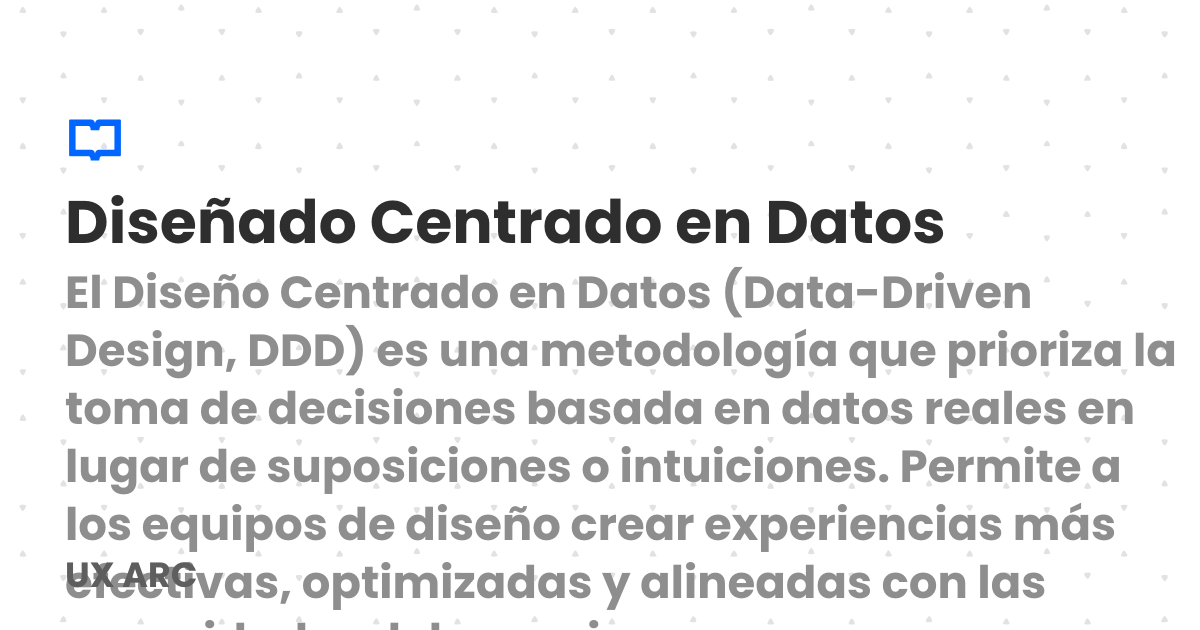 Diseñado Centrado en Datos
El Diseño Centrado en Datos (Data-Driven
Design, DDD) es una metodología que prioriza la
toma de decisiones basada en datos reales en
lugar de suposiciones o intuiciones. Permite a
los equipos de diseño crear experiencias más
efectivas, optimizadas y alineadas con las
UX ARC